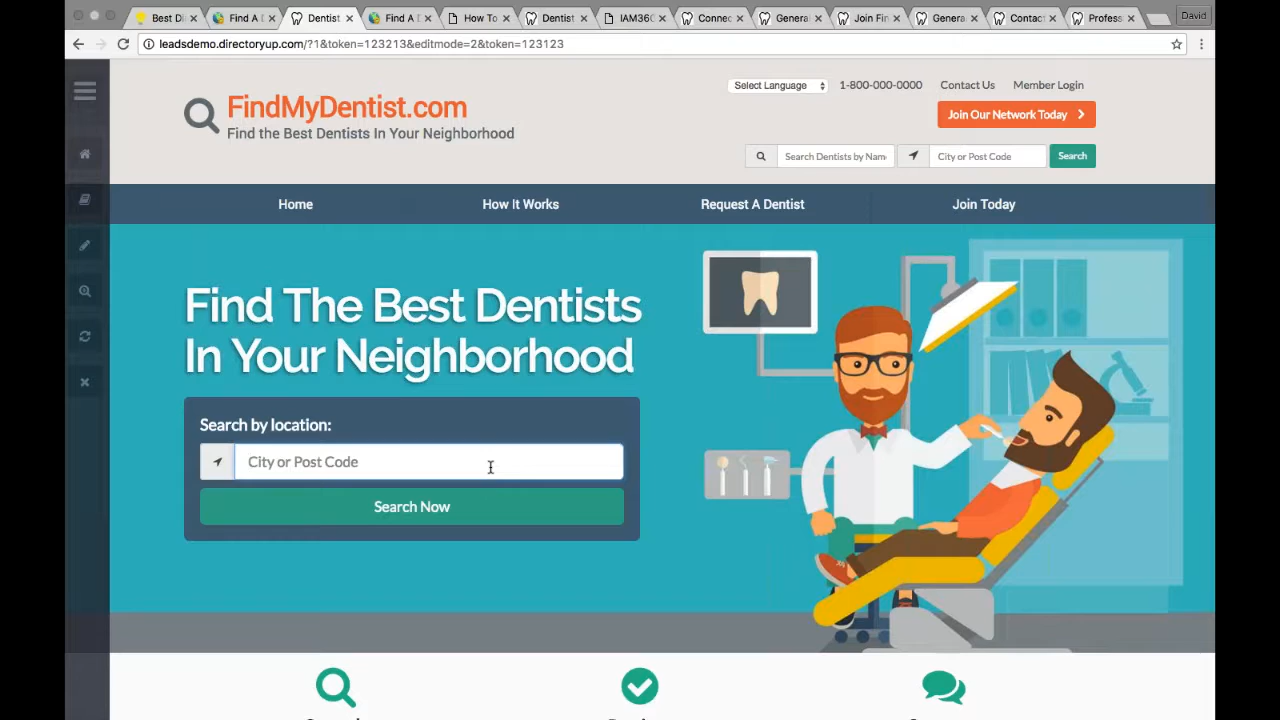 Best Di
Find A D
Dentist
Find A D
How To
Dentist
IAM360
Connec
Genera
Join Fin
Genera
Contac
Profess
David
leadsdemo.directoryup.com/?1&token=123213&editmode=2&token=123123
Select Language
1-800-000-0000
Contact Us
Member Login
FindMyDentist.com
Find the Best Dentists In Your Neighborhood
Join Our Network Today
Search Dentists by Nam
City or Post Code
Search
Home
How It Works
Request A Dentist
Join Today
Find The Best Dentists
In Your Neighborhood
Search by location:
City or Post Code
Search Now